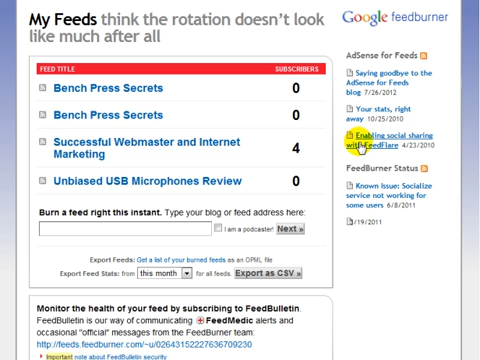 My Feeds think the rotation doesn't look
like much after all
Google feedburner
FEED TITLE SUBSCRIBERS
Bench Press Secrets 0
Bench Press Secrets 0
Successful Webmaster and Internet
Marketing 4
Unbiased USB Microphones Review 0
Burn a feed right this instant. Type your blog or feed address here:
I am a podcaster! Next »
Export Feeds: Get a list of your burned feeds as an OPML file
Export Feed Stats: from this month for all feeds. Export as CSV »
Monitor the health of your feed by subscribing to FeedBulletin.
FeedBulletin is our way of communicating FeedMedic alerts and
occasional "official" messages from the FeedBurner team:
http://feeds.feedburner.com/~u/02643152227636709230
Important note about FeedBulletin security
AdSense for Feeds
Saying goodbye to the
AdSense for Feeds
blog 7/26/2012
Your stats, right
away 10/25/2010
Enabling social sharing
with FeedFlare 4/23/2010
FeedBurner Status
Known Issue: Socialize
service not working for
some users 6/8/2011
/19/2011